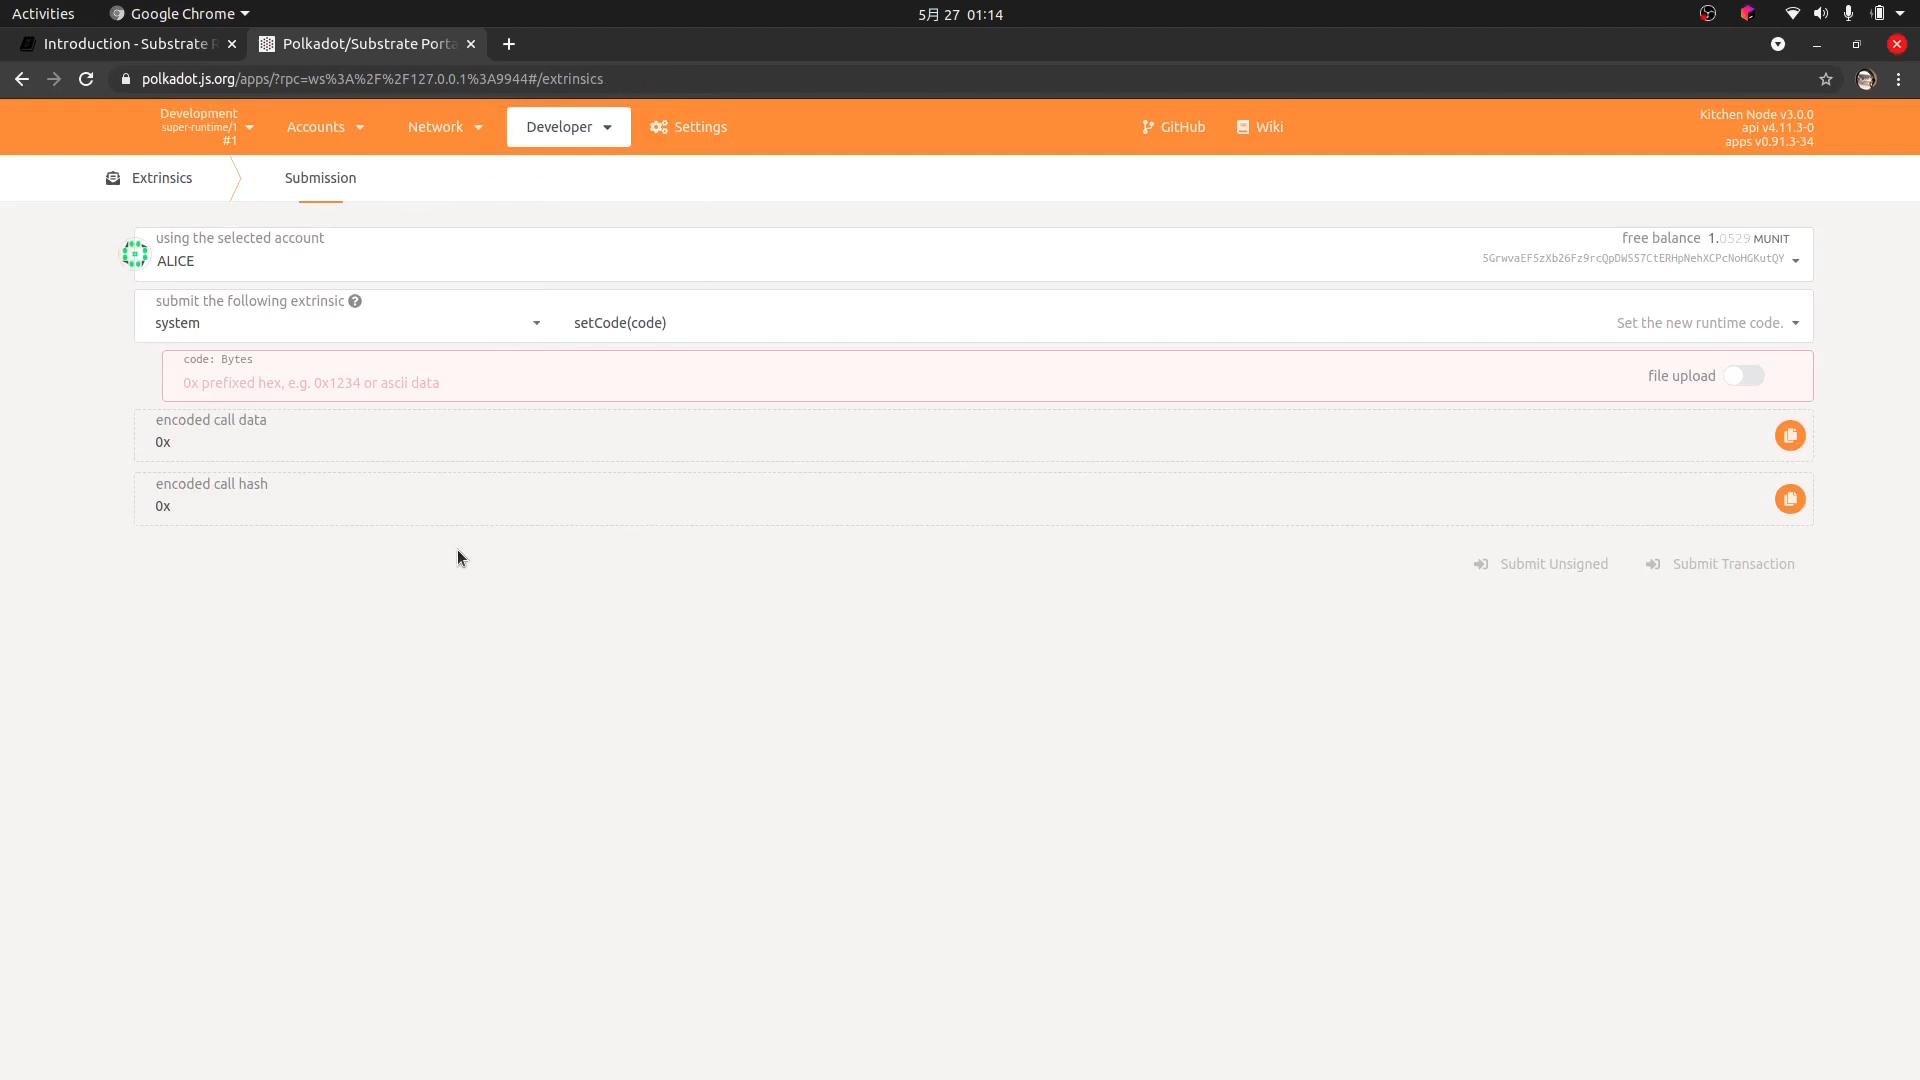 Activities Google Chrome 5月 27 01:14
Introduction - Substrate R Polkadot/Substrate Porta
polkadot.js.org/apps/?rpc=ws%3A%2F%2F127.0.0.1%3A9944#/extrinsics
Development
super-runtime/1
#1
Accounts Network Developer Settings GitHub Wiki
Kitchen Node v3.0.0
api v4.11.3-0
apps v0.91.3-34
Extrinsics Submission
using the selected account free balance 1.0529 MUNIT
ALICE 5GrwvaEF5zXb26Fz9rcQpDWS57CtERHpNehXCPcNoHGKutQY
submit the following extrinsic ?
system setCode(code) Set the new runtime code.
code: Bytes
0x prefixed hex, e.g. 0x1234 or ascii data file upload
encoded call data
0x
encoded call hash
0x
Submit Unsigned Submit Transaction